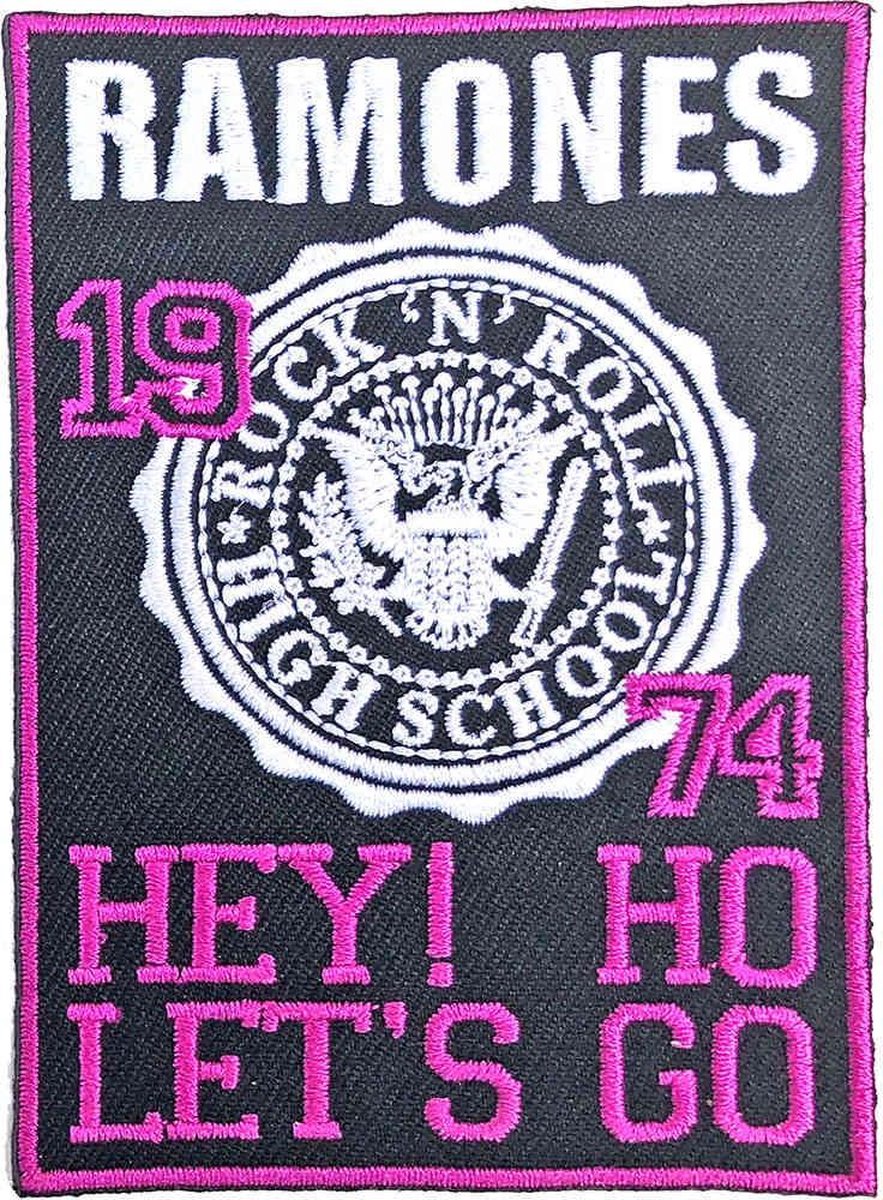 RAMONES
19
ROCK 'N' ROLL
HIGH SCHOOL
74
HEY! HO
LET'S GO